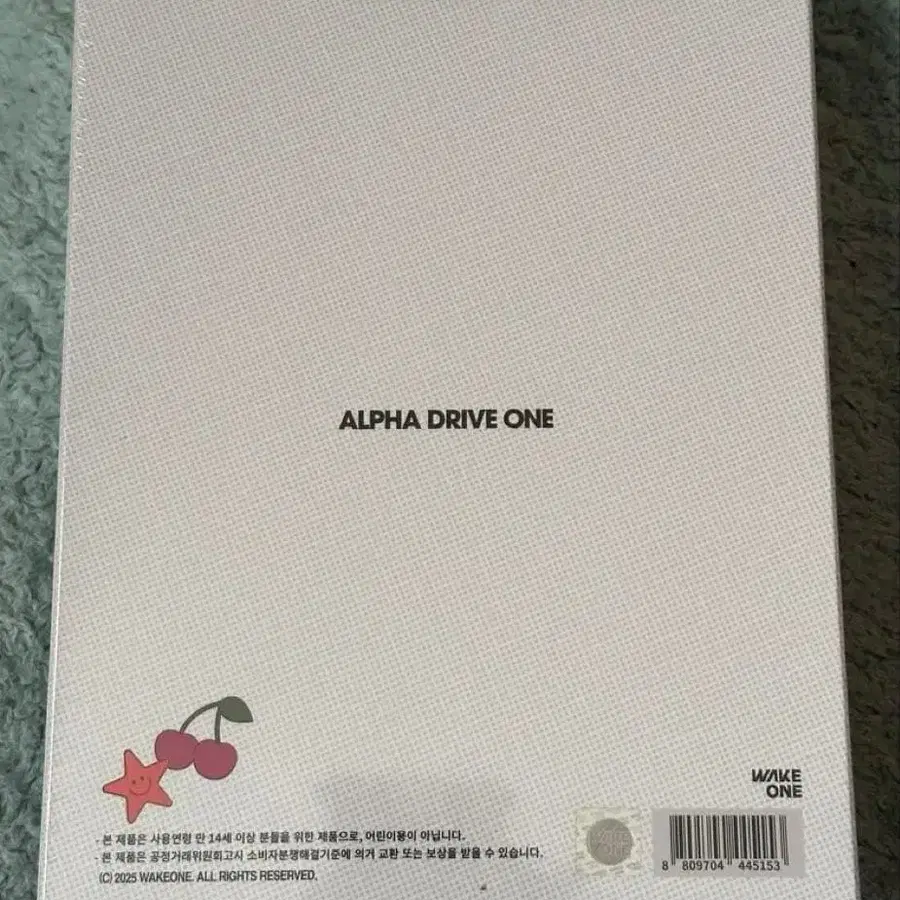 ALPHA DRIVE ONE
WAKE
ONE
· 본 제품은 사용연령 만 14세 이상 분들을 위한 제품으로, 어린이용이 아닙니다.
· 본 제품은 공정거래위원회고시 소비자분쟁해결기준에 의거 교환 또는 보상을 받을 수 있습니다.
(C) 2025 WAKEONE. ALL RIGHTS RESERVED.
8 809704 445153